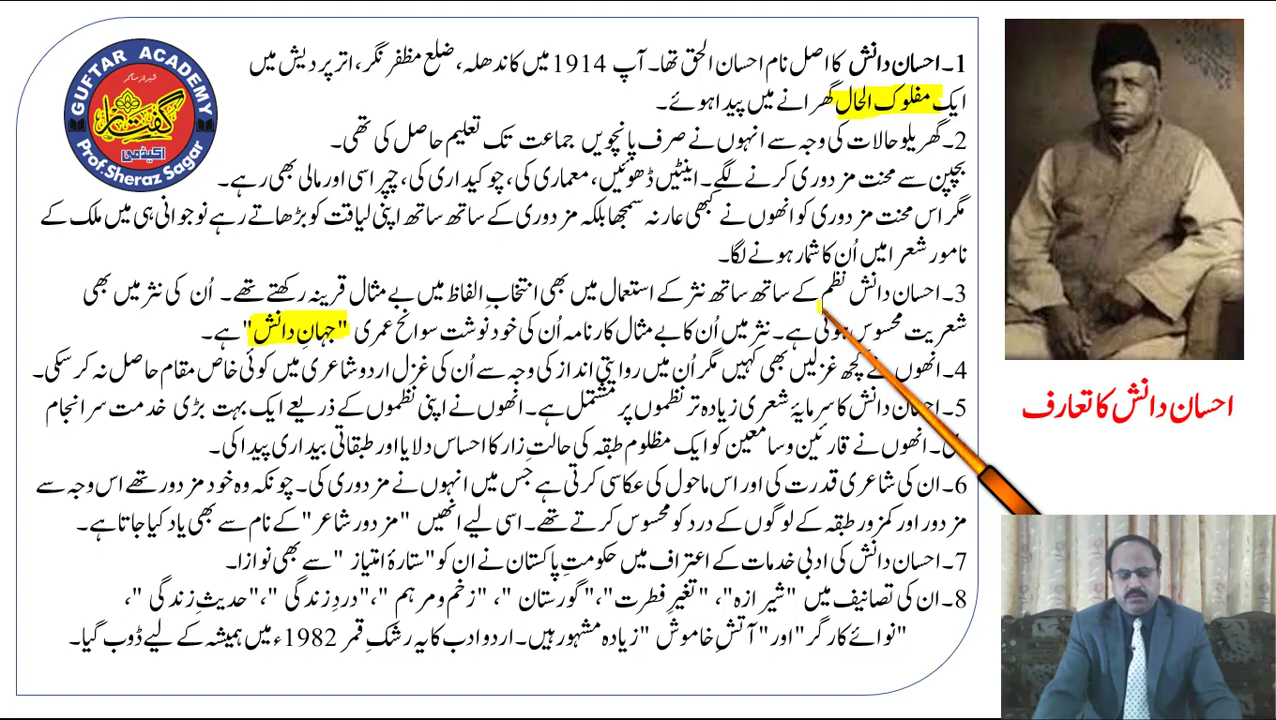 GUFTAR ACADEMY
شیراز ساگر
گفتار
اکیڈمی
Prof.Sheraz Sagar
1۔احسان دانش کا اصل نام احسان الحق تھا۔ آپ 1914 میں کاندھلہ، ضلع مظفر نگر، اتر پردیش میں
ایک مفلوک الحال گھرانے میں پیدا ہوئے۔
2۔گھریلو حالات کی وجہ سے انہوں نے صرف پانچویں جماعت تک تعلیم حاصل کی تھی۔
بچپن سے محنت مزدوری کرنے لگے۔ اینٹیں ڈھوئیں، معماری کی، چوکیداری کی، چپراسی اور مالی بھی رہے۔
مگر اس محنت مزدوری کو انھوں نے کبھی عار نہ سمجھا بلکہ مزدوری کے ساتھ ساتھ اپنی لیاقت کو بڑھاتے رہے نوجوانی ہی میں ملک کے
نامور شعرا میں اُن کا شمار ہونے لگا۔
3۔احسان دانش نظم کے ساتھ ساتھ نثر کے استعمال میں بھی انتخابِ الفاظ میں بے مثال قرینہ رکھتے تھے۔ اُن کی نثر میں بھی
شعریت محسوس ہوتی ہے۔ نثر میں اُن کا بے مثال کارنامہ اُن کی خودنوشت سوانح عمری "جہانِ دانش" ہے۔
4۔انھوں نے کچھ غزلیں بھی کہیں مگر اُن میں روایتی انداز کی وجہ سے اُن کی غزل اردو شاعری میں کوئی خاص مقام حاصل نہ کر سکی۔
5۔احسان دانش کا سرمایۂ شعری زیادہ تر نظموں پر مشتمل ہے۔ انھوں نے اپنی نظموں کے ذریعے ایک بہت بڑی خدمت سرانجام
دی۔ انھوں نے قارئین و سامعین کو ایک مظلوم طبقہ کی حالتِ زار کا احساس دلایا اور طبقاتی بیداری پیدا کی۔
6۔ان کی شاعری قدرت کی اور اس ماحول کی عکاسی کرتی ہے جس میں انہوں نے مزدوری کی۔ چونکہ وہ خود مزدور تھے اس وجہ سے
مزدور اور کمزور طبقہ کے لوگوں کے درد کو محسوس کرتے تھے۔ اسی لیے انھیں "مزدور شاعر" کے نام سے بھی یاد کیا جاتا ہے۔
7۔احسان دانش کی ادبی خدمات کے اعتراف میں حکومتِ پاکستان نے ان کو "ستارۂ امتیاز" سے بھی نوازا۔
8۔ان کی تصانیف میں "شیرازہ"، "تغیرِ فطرت"، "گورستان"، "زخم و مرہم"، "دردِ زندگی"، "حدیثِ زندگی"،
"نوائے کارگر" اور "آتشِ خاموش" زیادہ مشہور ہیں۔ اردو ادب کا یہ رشکِ قمر 1982ء میں ہمیشہ کے لیے ڈوب گیا۔
احسان دانش کا تعارف